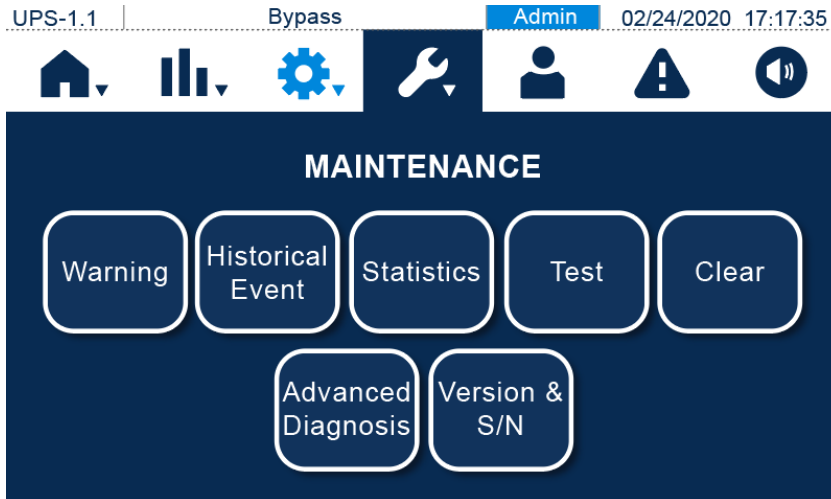 UPS-1.1 Bypass Admin 02/24/2020 17:17:35
MAINTENANCE
Warning
Historical
Event
Statistics
Test
Clear
Advanced
Diagnosis
Version &
S/N